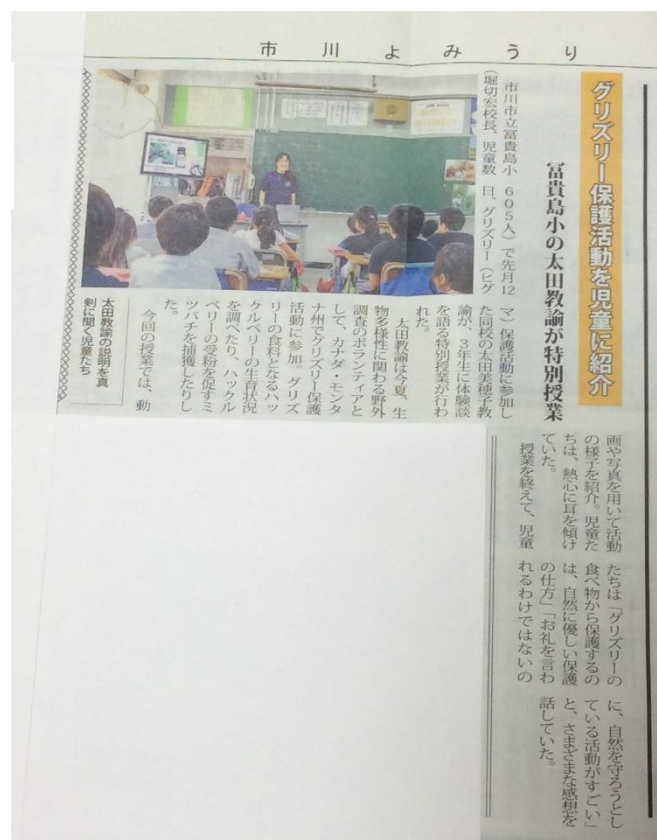 市川よみうり
グリズリー保護活動を児童に紹介
冨貴島小の太田教諭が特別授業
市川市立冨貴島小
（堀切宏校長、児童数
６０５人）で先月12
日、グリズリー（ヒグ
マン）保護活動に参加し
た同校の太田美穂子教
諭が、３年生に体験談
を語る特別授業が行わ
れた。
太田教諭は今夏、生
物多様性に関わる野外
調査のボランティアと
して、カナダ・モンタ
ナ州でグリズリー保護
活動に参加。グリズ
リーの食料となるハッ
クルベリーの生育状況
を調べたり、ハックル
ベリーの受粉を促すミ
ツバチを捕獲したりし
た。
今回の授業では、動
画や写真を用いて活動
の様子を紹介。児童た
ちは、熱心に耳を傾け
ていた。
授業を終えて、児童
たちは「グリズリーの
食べ物から保護するの
は、自然に優しい保護
の仕方」「お礼を言わ
れるわけではないの
に、自然を守ろうとし
ている活動がすごい」
と、さまざまな感想を
話していた。
太田教諭の説明を真
剣に聞く児童たち